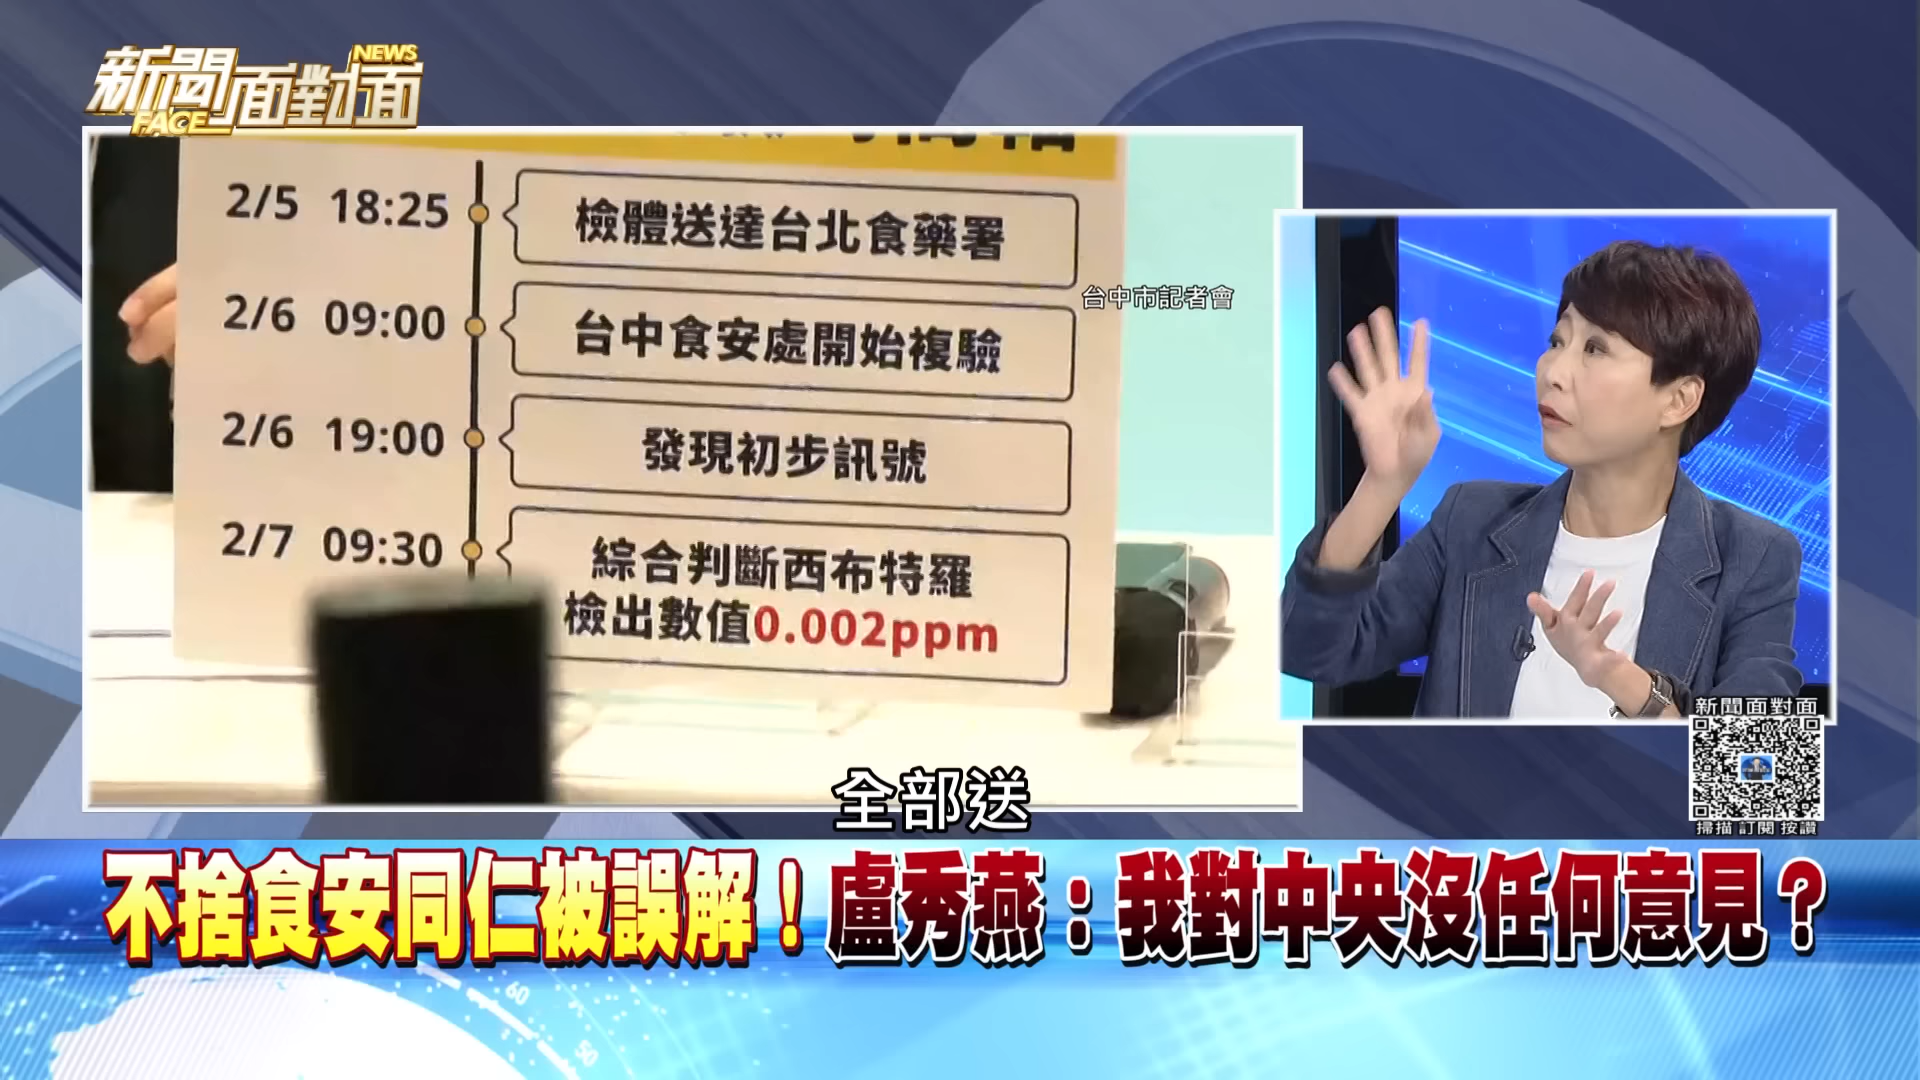 新聞面對面
NEWS
FACE
2/5 18:25
檢體送達台北食藥署
台中市記者會
2/6 09:00
台中食安處開始複驗
2/6 19:00
發現初步訊號
2/7 09:30
綜合判斷西布特羅
檢出數值0.002ppm
新聞面對面
掃描 訂閱 按讚
全部送
不捨食安同仁被誤解！盧秀燕：我對中央沒任何意見？
60
50